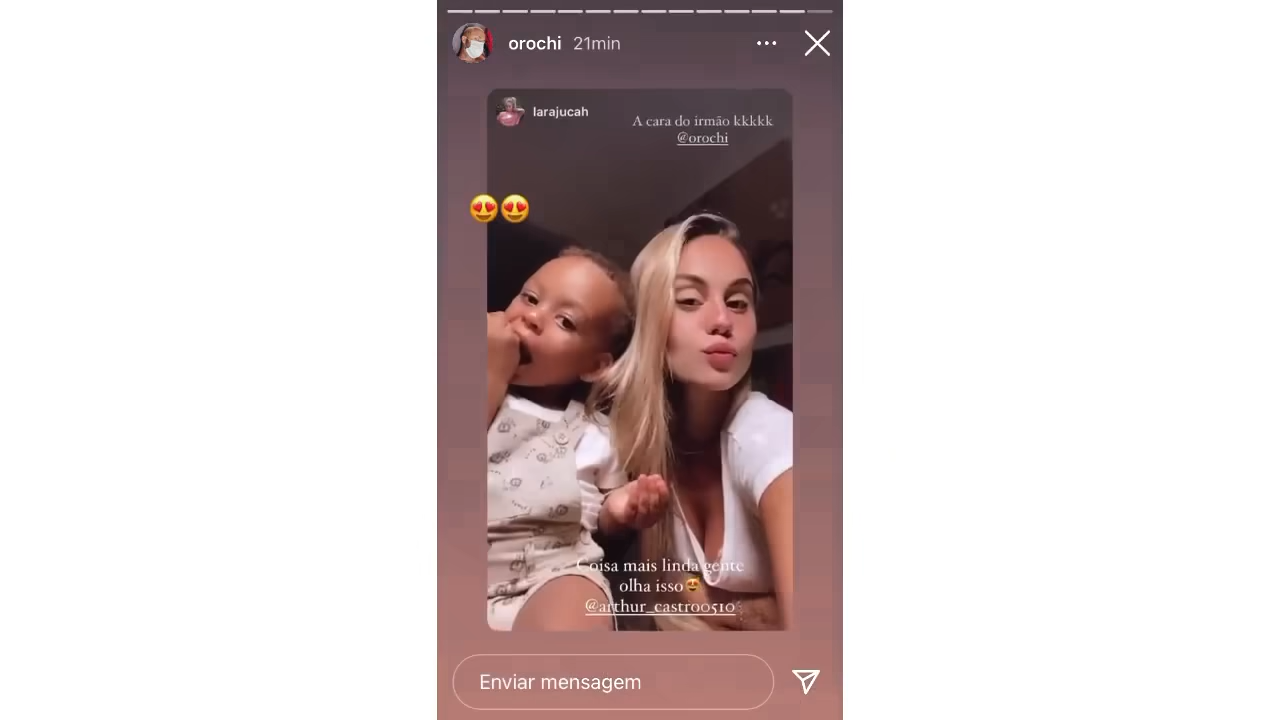 orochi 21min
larajucah
A cara do irmão kkkkk
@orochi
😍😍
Coisa mais linda gente
olha isso😍
@arthur_castro0510
Enviar mensagem